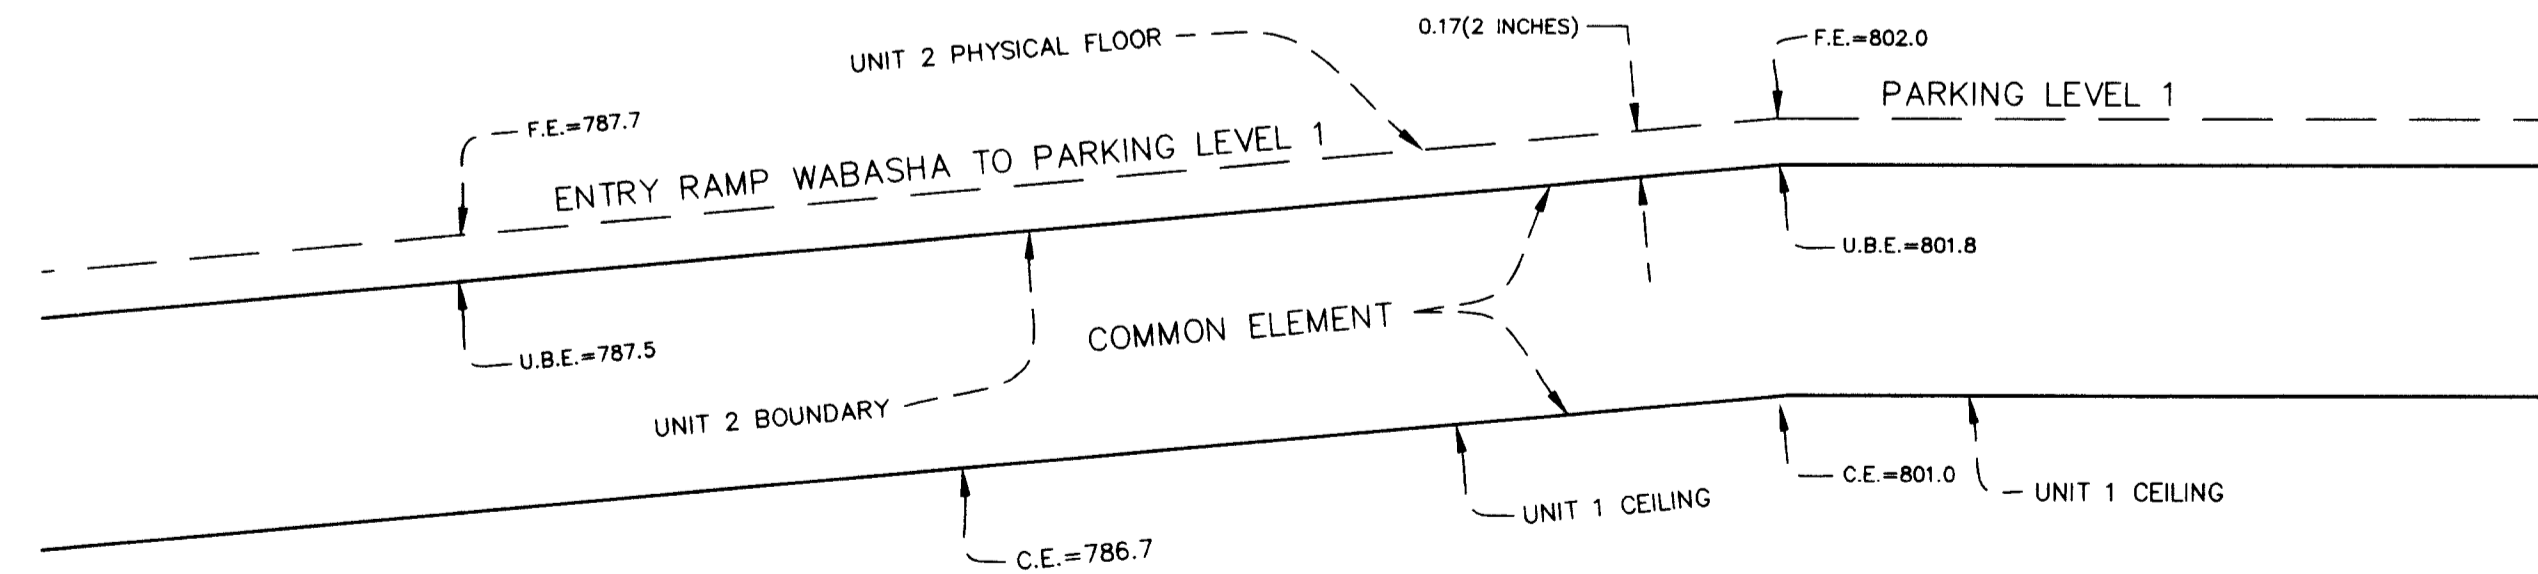 0.17(2 INCHES)
UNIT 2 PHYSICAL FLOOR
F.E.=802.0
PARKING LEVEL 1
F.E.=787.7
ENTRY RAMP WABASHA TO PARKING LEVEL 1
U.B.E.=801.8
COMMON ELEMENT
U.B.E.=787.5
UNIT 2 BOUNDARY
C.E.=801.0
UNIT 1 CEILING
UNIT 1 CEILING
C.E.=786.7